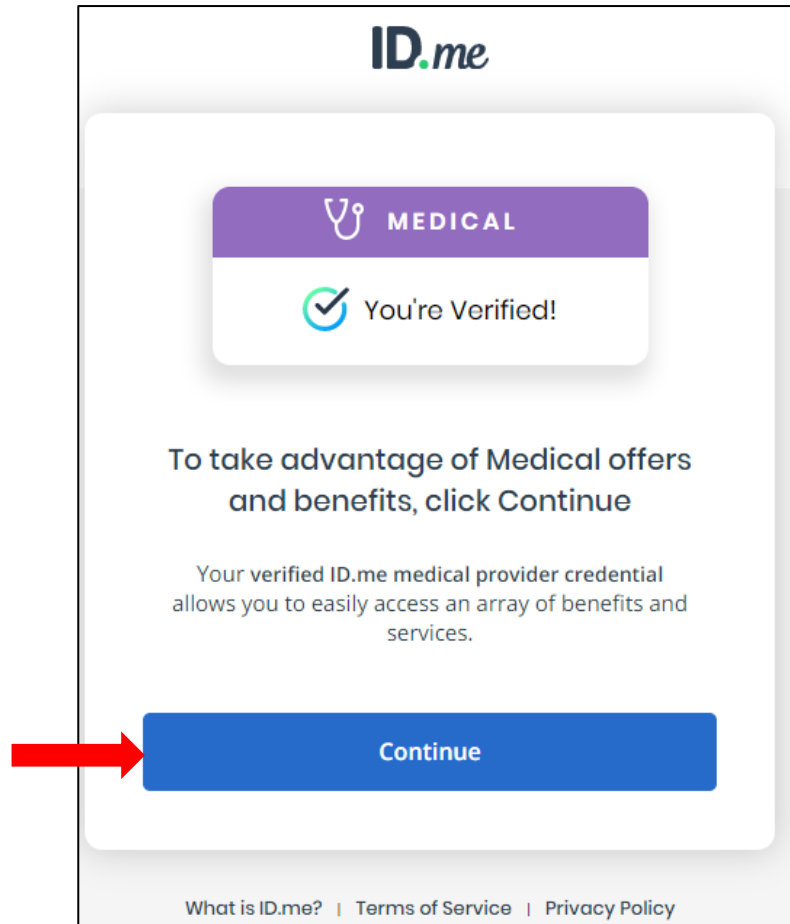 ID.me
MEDICAL
You're Verified!
To take advantage of Medical offers
and benefits, click Continue
Your verified ID.me medical provider credential
allows you to easily access an array of benefits and
services.
Continue
What is ID.me? | Terms of Service | Privacy Policy